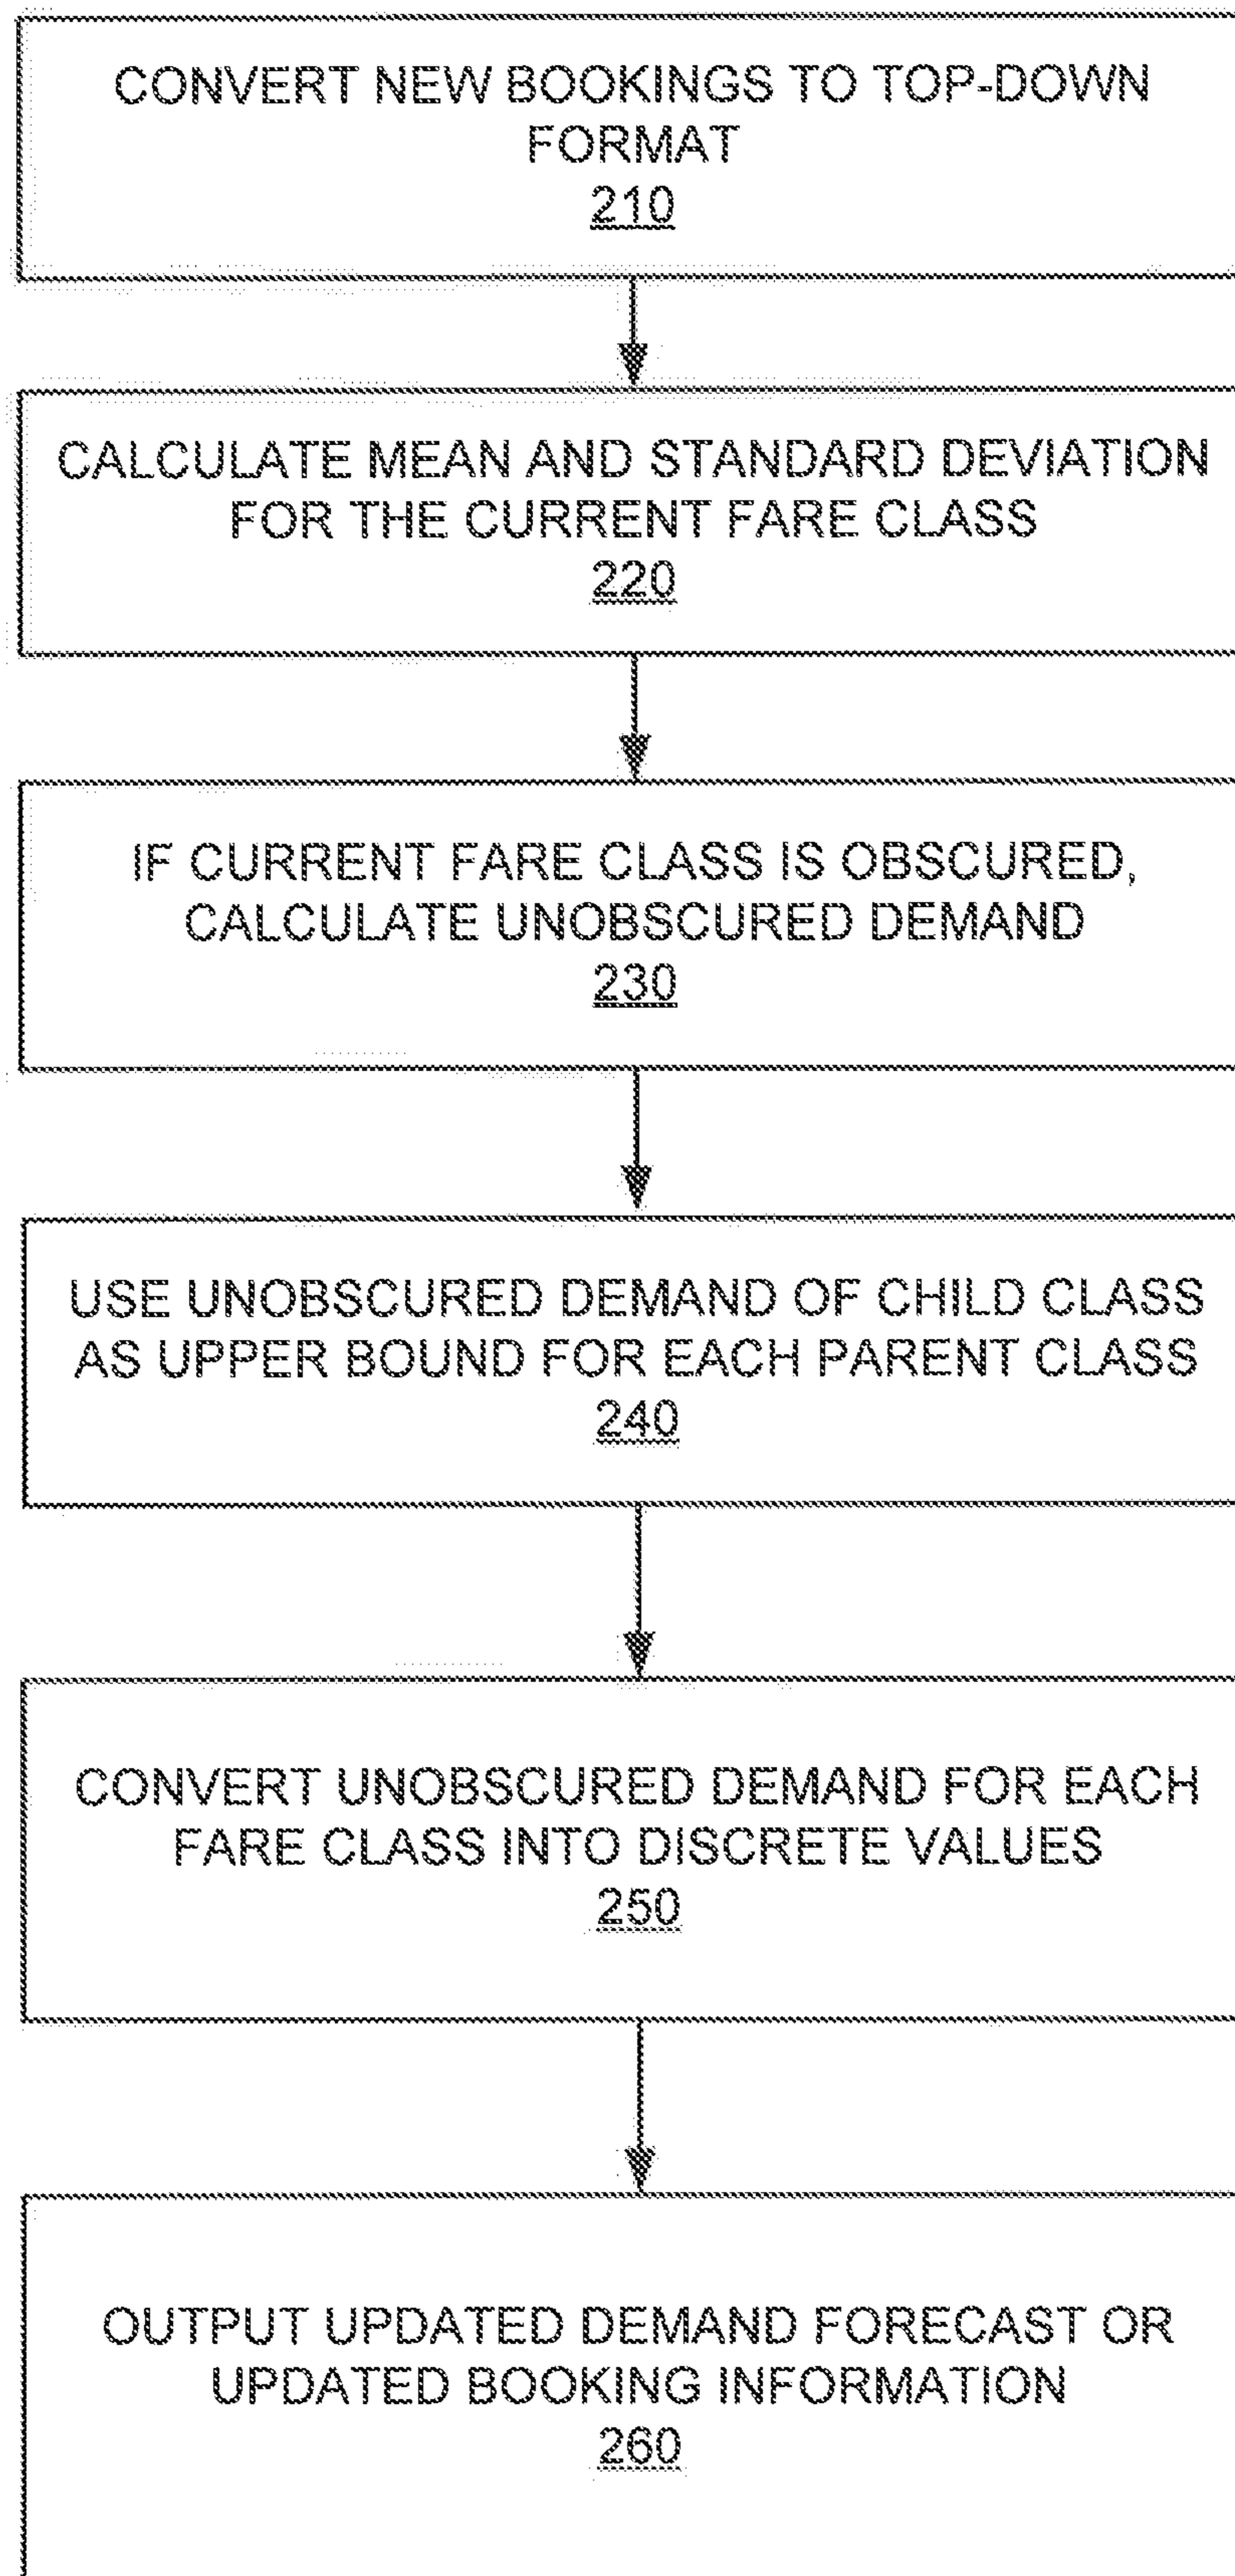 CONVERT NEW BOOKINGS TO TOP-DOWN
FORMAT
210
CALCULATE MEAN AND STANDARD DEVIATION
FOR THE CURRENT FARE CLASS
220
IF CURRENT FARE CLASS IS OBSCURED,
CALCULATE UNOBSCURED DEMAND
230
USE UNOBSCURED DEMAND OF CHILD CLASS
AS UPPER BOUND FOR EACH PARENT CLASS
240
CONVERT UNOBSCURED DEMAND FOR EACH
FARE CLASS INTO DISCRETE VALUES
250
OUTPUT UPDATED DEMAND FORECAST OR
UPDATED BOOKING INFORMATION
260